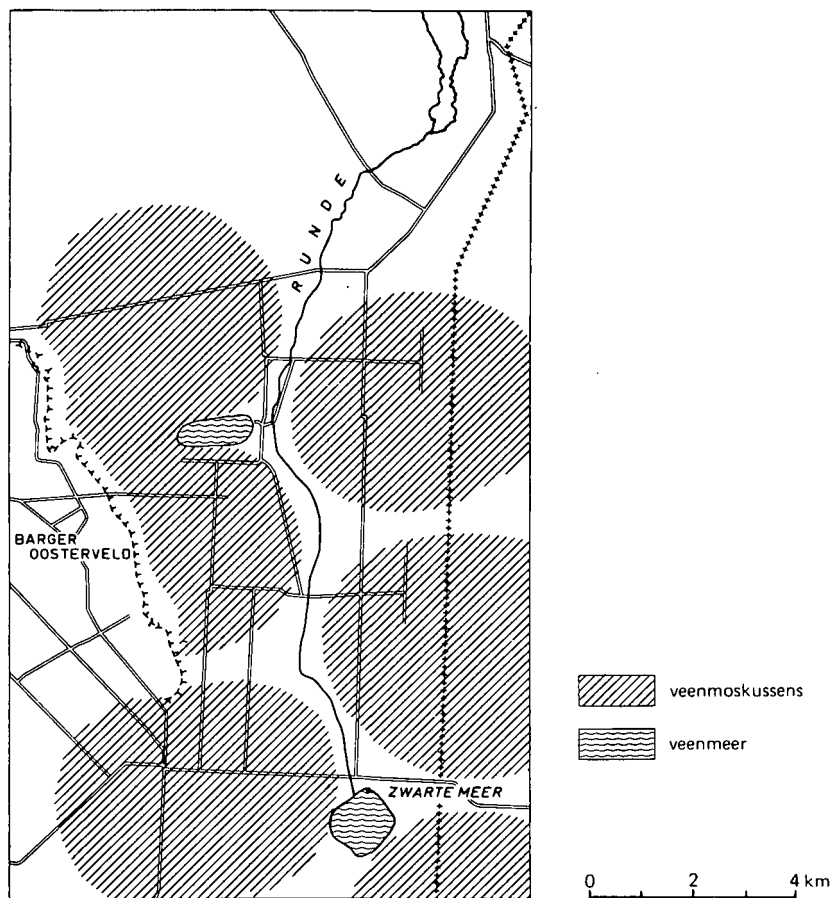 RUNDE
BARGER
OOSTERVELD
ZWARTE MEER
veenmoskussens
veenmeer
0 2 4 km